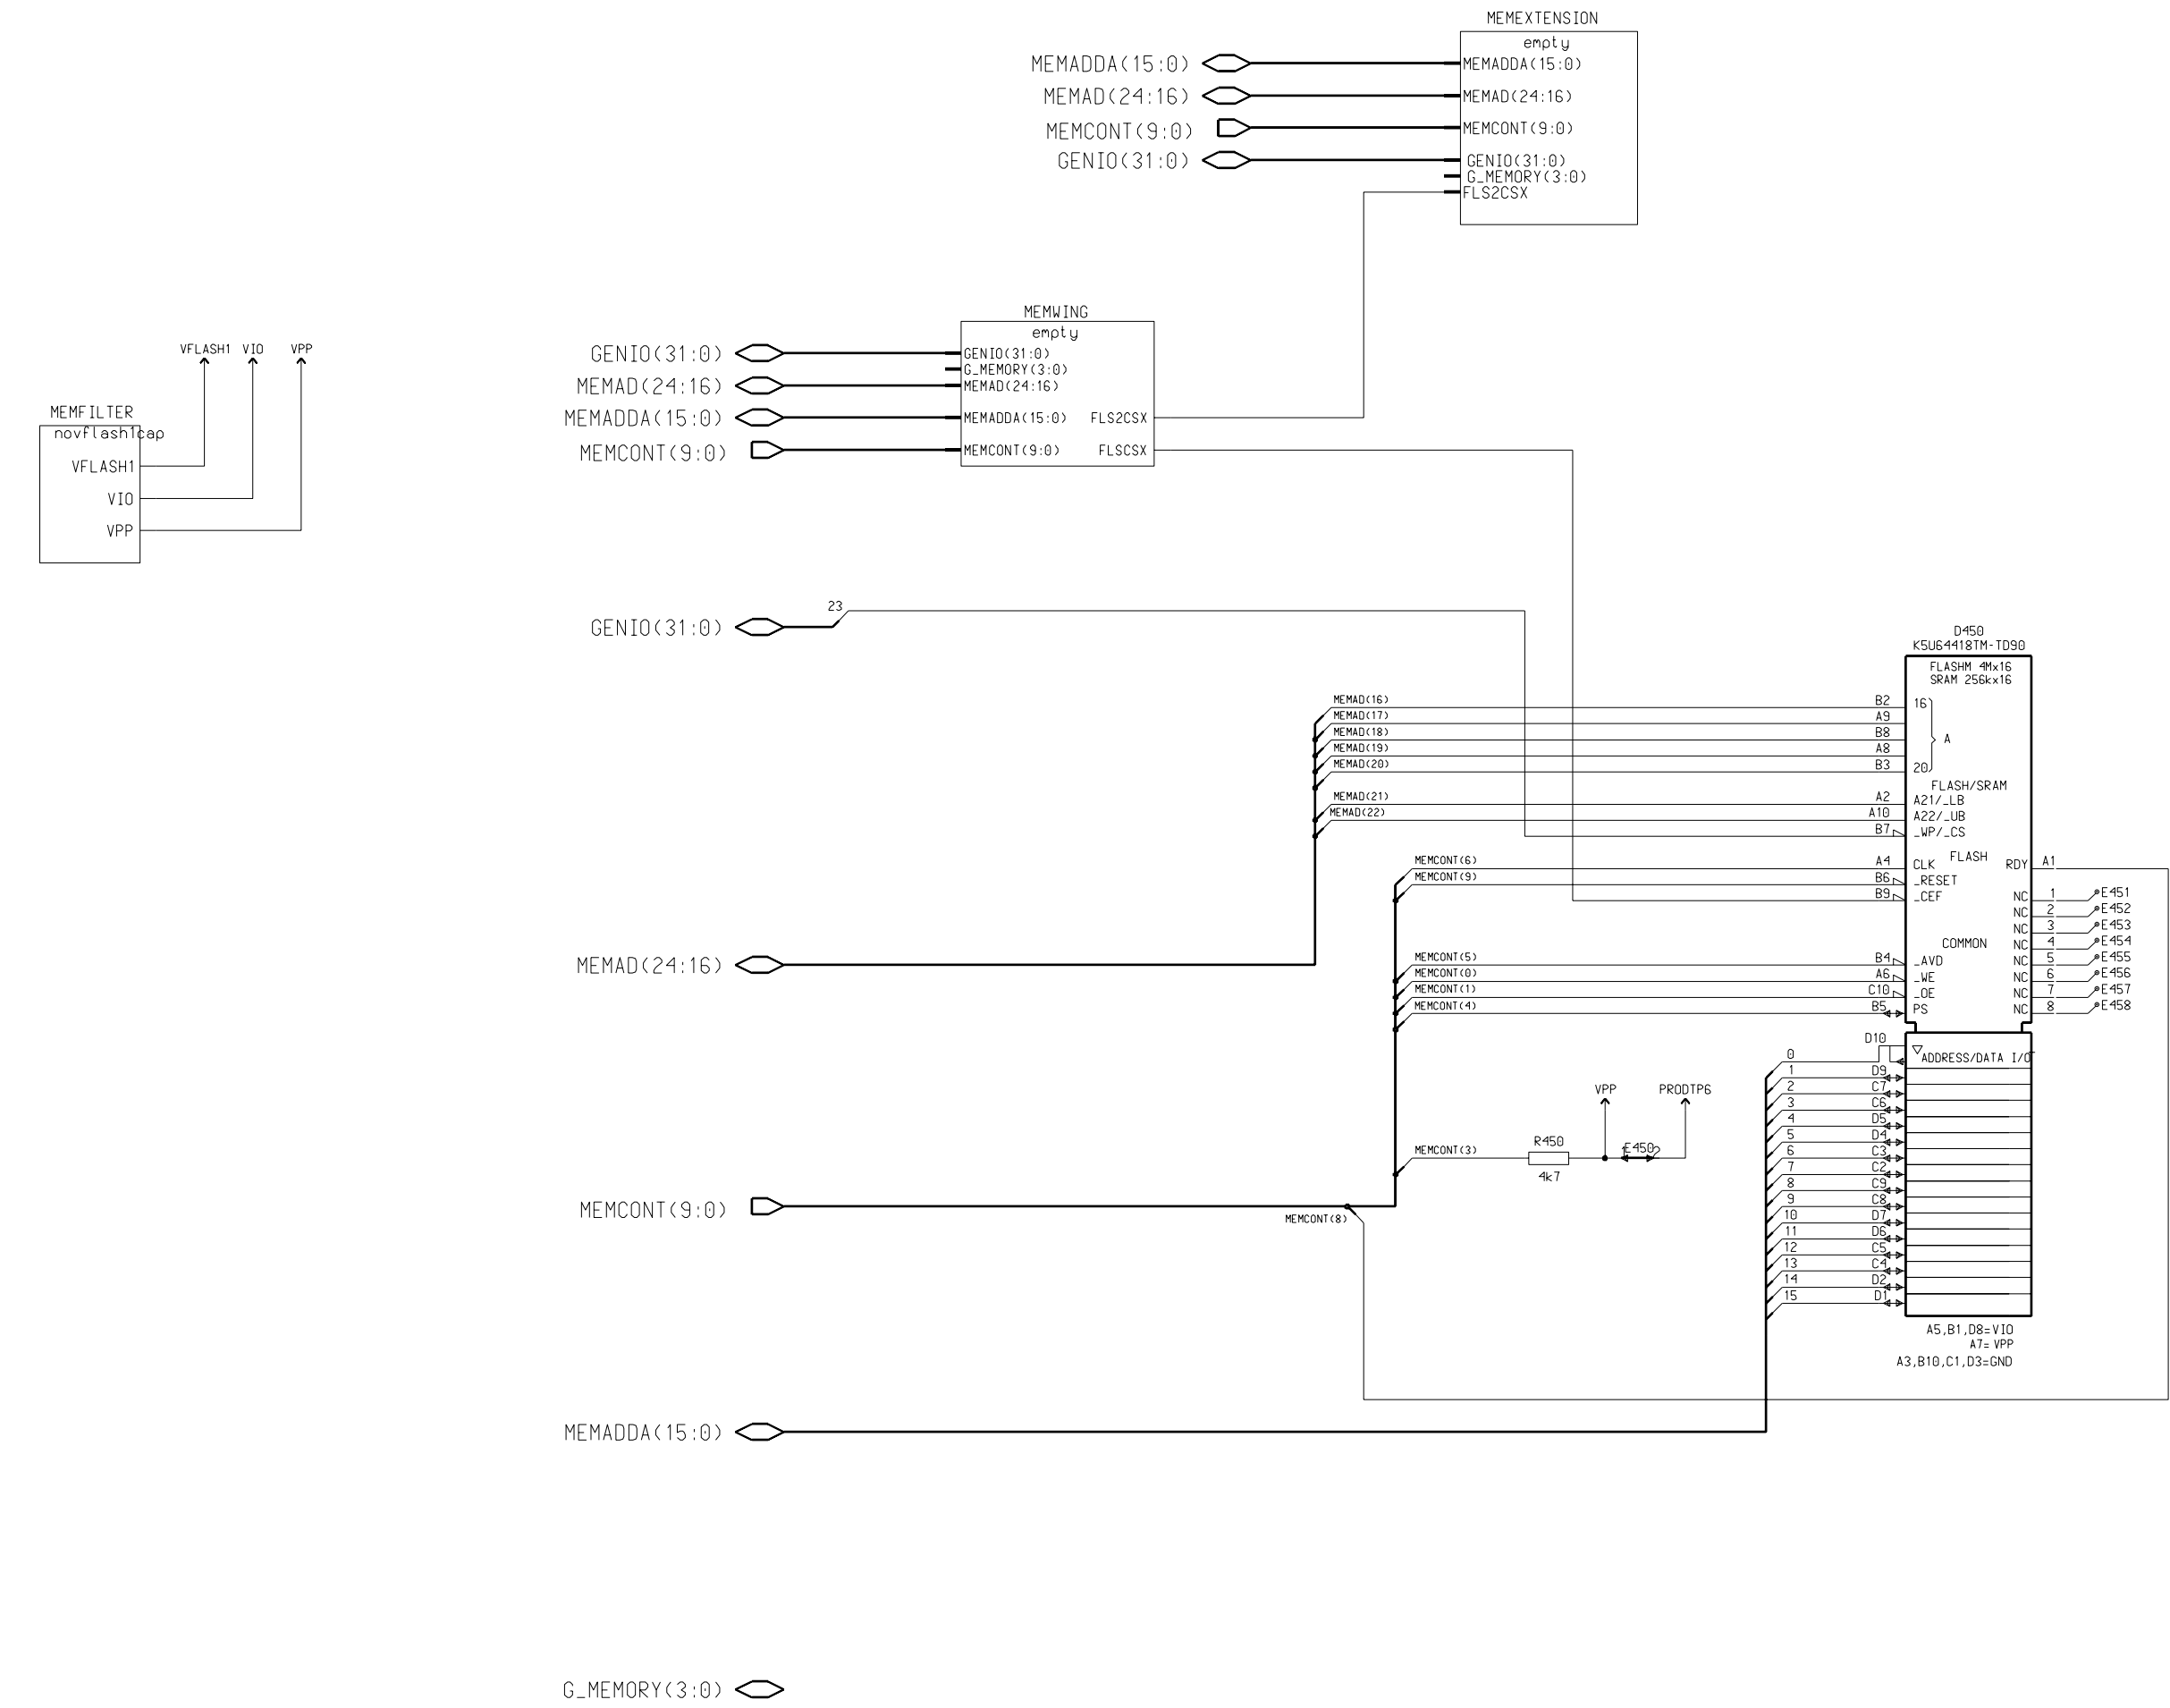 MEMEXTENSION
empty
MEMADDA(15:0) MEMADDA(15:0)
MEMAD(24:16) MEMAD(24:16)
MEMCONT(9:0) MEMCONT(9:0)
GENIO(31:0) GENIO(31:0)
G_MEMORY(3:0)
FLS2CSX
MEMWING
empty
GENIO(31:0) GENIO(31:0)
G_MEMORY(3:0)
MEMAD(24:16) MEMAD(24:16)
MEMADDA(15:0) MEMADDA(15:0) FLS2CSX
MEMCONT(9:0) MEMCONT(9:0) FLSCSX
VFLASH1 VIO VPP
MEMFILTER
novflash1cap
VFLASH1
VIO
VPP
GENIO(31:0) 23
D450
K5U64418TM-TD90
FLASHM 4Mx16
SRAM 256kx16
MEMAD(16) B2 16
MEMAD(17) A9
MEMAD(18) B8 A
MEMAD(19) A8
MEMAD(20) B3 20
FLASH/SRAM
MEMAD(21) A2 A21/_LB
MEMAD(22) A10 A22/_UB
B7 _WP/_CS
FLASH
MEMCONT(6) A4 CLK RDY A1
MEMCONT(9) B6 _RESET
B9 _CEF NC 1 E451
NC 2 E452
NC 3 E453
COMMON NC 4 E454
MEMAD(24:16) MEMCONT(5) B4 _AVD NC 5 E455
MEMCONT(0) A6 _WE NC 6 E456
MEMCONT(1) C10 _OE NC 7 E457
MEMCONT(4) B5 PS NC 8 E458
D10
0 ADDRESS/DATA I/O
1 D9
2 C7
3 C6
4 D5
5 D4
6 C3
7 C2
8 C9
9 C8
10 D7
11 D6
12 C5
13 C4
14 D2
15 D1
VPP PRODTP6
MEMCONT(3) R450 1 E450 2
4k7
MEMCONT(9:0)
MEMCONT(8)
A5,B1,D8=VIO
A7= VPP
A3,B10,C1,D3=GND
MEMADDA(15:0)
G_MEMORY(3:0)